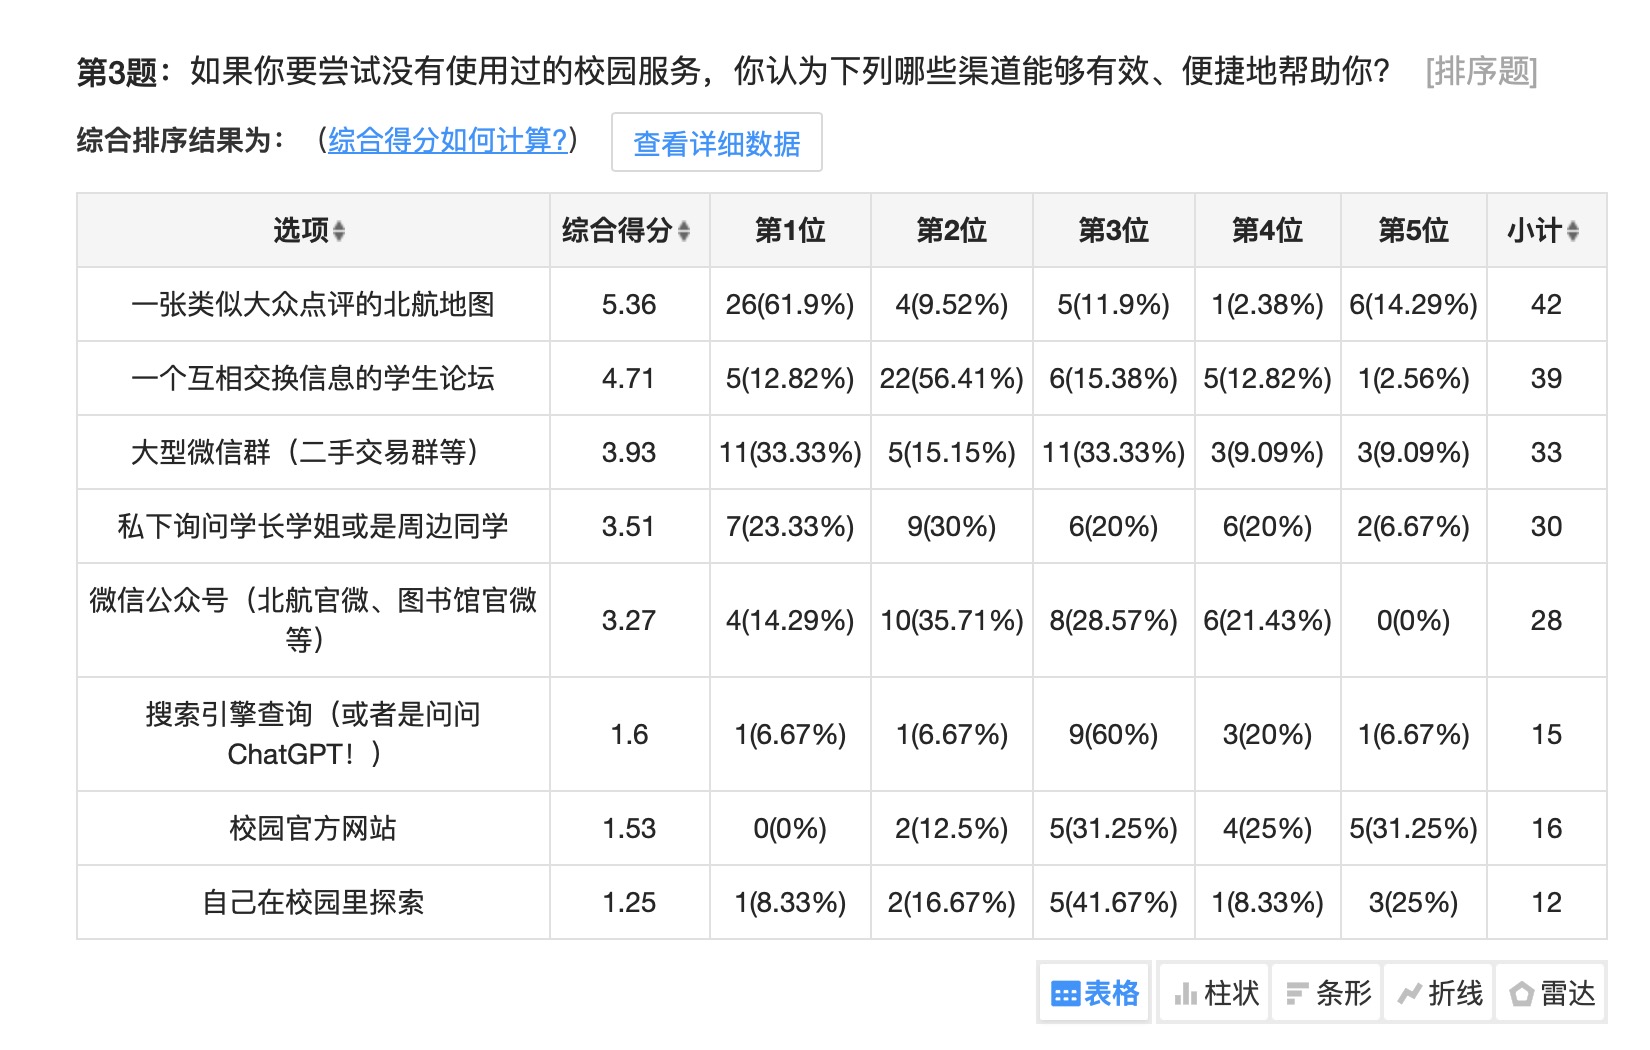 第3题：如果你要尝试没有使用过的校园服务，你认为下列哪些渠道能够有效、便捷地帮助你？ [排序题]
综合排序结果为： （综合得分如何计算?） 查看详细数据
选项 综合得分 第1位 第2位 第3位 第4位 第5位 小计
一张类似大众点评的北航地图 5.36 26(61.9%) 4(9.52%) 5(11.9%) 1(2.38%) 6(14.29%) 42
一个互相交换信息的学生论坛 4.71 5(12.82%) 22(56.41%) 6(15.38%) 5(12.82%) 1(2.56%) 39
大型微信群（二手交易群等） 3.93 11(33.33%) 5(15.15%) 11(33.33%) 3(9.09%) 3(9.09%) 33
私下询问学长学姐或是周边同学 3.51 7(23.33%) 9(30%) 6(20%) 6(20%) 2(6.67%) 30
微信公众号（北航官微、图书馆官微
等） 3.27 4(14.29%) 10(35.71%) 8(28.57%) 6(21.43%) 0(0%) 28
搜索引擎查询（或者是问问
ChatGPT！） 1.6 1(6.67%) 1(6.67%) 9(60%) 3(20%) 1(6.67%) 15
校园官方网站 1.53 0(0%) 2(12.5%) 5(31.25%) 4(25%) 5(31.25%) 16
自己在校园里探索 1.25 1(8.33%) 2(16.67%) 5(41.67%) 1(8.33%) 3(25%) 12
表格 柱状 条形 折线 雷达